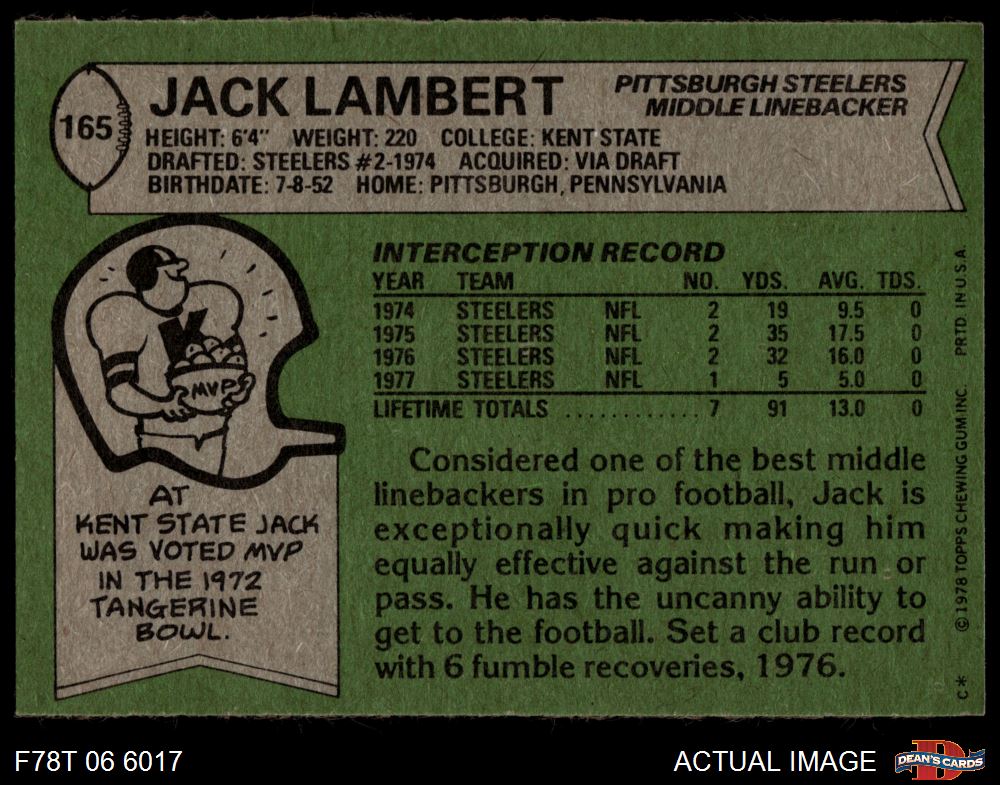 165
JACK LAMBERT
PITTSBURGH STEELERS
MIDDLE LINEBACKER
HEIGHT: 6'4" WEIGHT: 220 COLLEGE: KENT STATE
DRAFTED: STEELERS #2-1974 ACQUIRED: VIA DRAFT
BIRTHDATE: 7-8-52 HOME: PITTSBURGH, PENNSYLVANIA
K
MVP
AT
KENT STATE JACK
WAS VOTED MVP
IN THE 1972
TANGERINE
BOWL.
INTERCEPTION RECORD
YEAR TEAM NO. YDS. AVG. TDS.
1974 STEELERS NFL 2 19 9.5 0
1975 STEELERS NFL 2 35 17.5 0
1976 STEELERS NFL 2 32 16.0 0
1977 STEELERS NFL 1 5 5.0 0
LIFETIME TOTALS ............ 7 91 13.0 0
Considered one of the best middle
linebackers in pro football, Jack is
exceptionally quick making him
equally effective against the run or
pass. He has the uncanny ability to
get to the football. Set a club record
with 6 fumble recoveries, 1976.
C* ©1978 TOPPS CHEWING GUM, INC. PRTD. IN U.S.A.
F78T 06 6017
ACTUAL IMAGE
D
DEAN'S CARDS